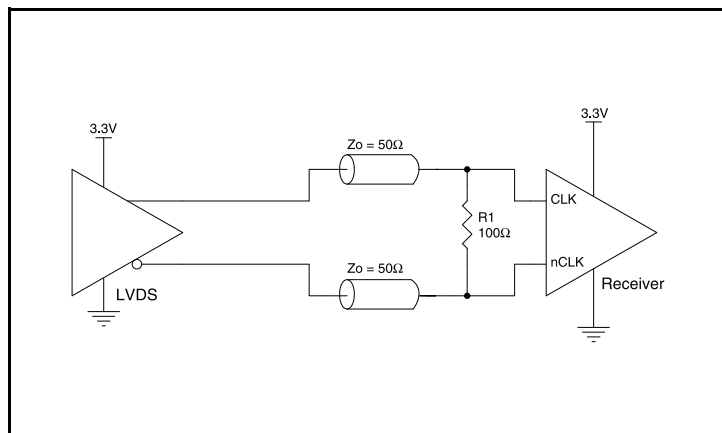 3.3V
3.3V
Zo = 50Ω
CLK
R1
100Ω
nCLK
Zo = 50Ω
LVDS
Receiver